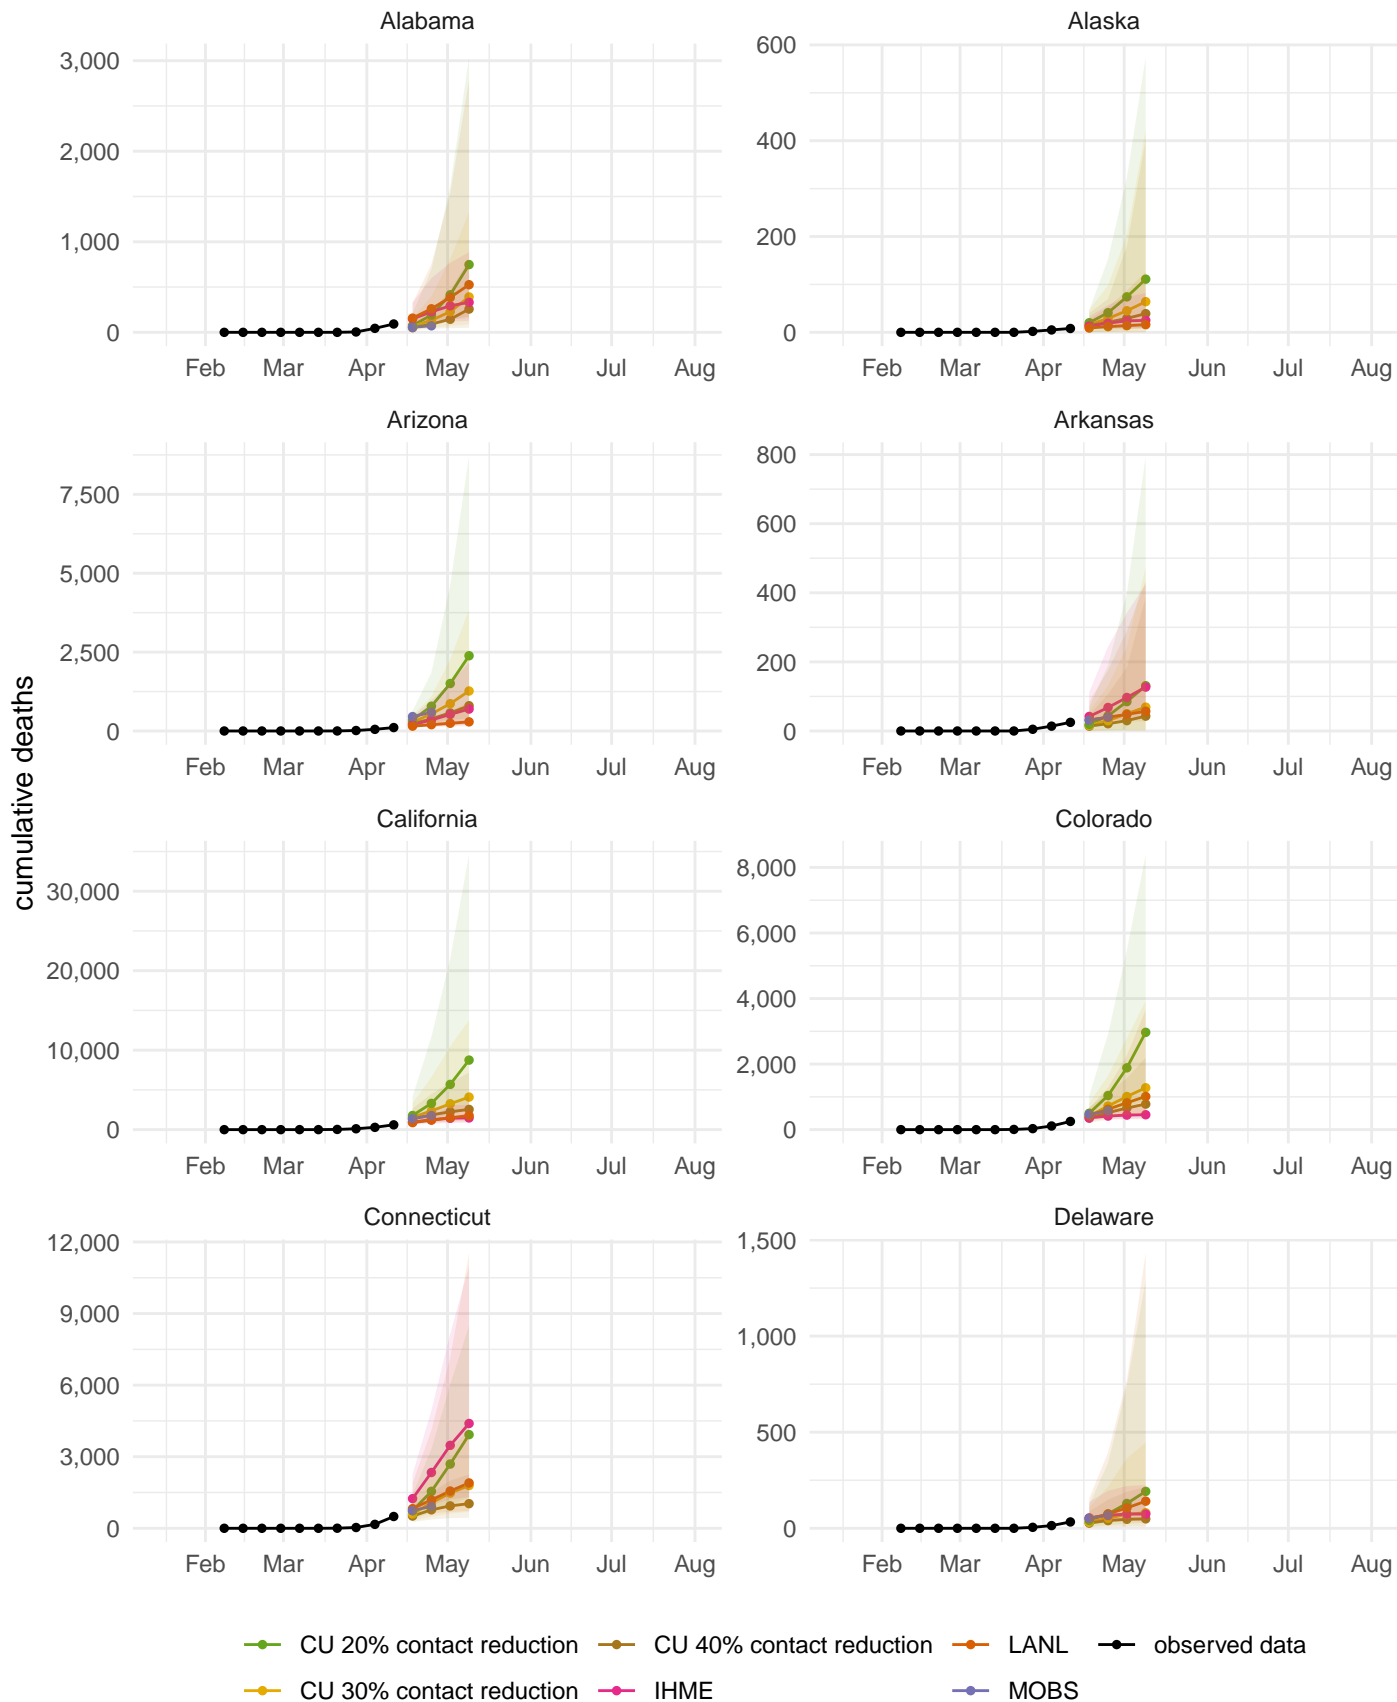 Alabama
Alaska
3,000
2,000
1,000
0
600
400
200
0
Feb Mar Apr May Jun Jul Aug
Feb Mar Apr May Jun Jul Aug
Arizona
Arkansas
7,500
5,000
2,500
0
800
600
400
200
0
Feb Mar Apr May Jun Jul Aug
Feb Mar Apr May Jun Jul Aug
cumulative deaths
California
Colorado
30,000
20,000
10,000
0
8,000
6,000
4,000
2,000
0
Feb Mar Apr May Jun Jul Aug
Feb Mar Apr May Jun Jul Aug
Connecticut
Delaware
12,000
9,000
6,000
3,000
0
1,500
1,000
500
0
Feb Mar Apr May Jun Jul Aug
Feb Mar Apr May Jun Jul Aug
CU 20% contact reduction CU 40% contact reduction LANL observed data
CU 30% contact reduction IHME MOBS